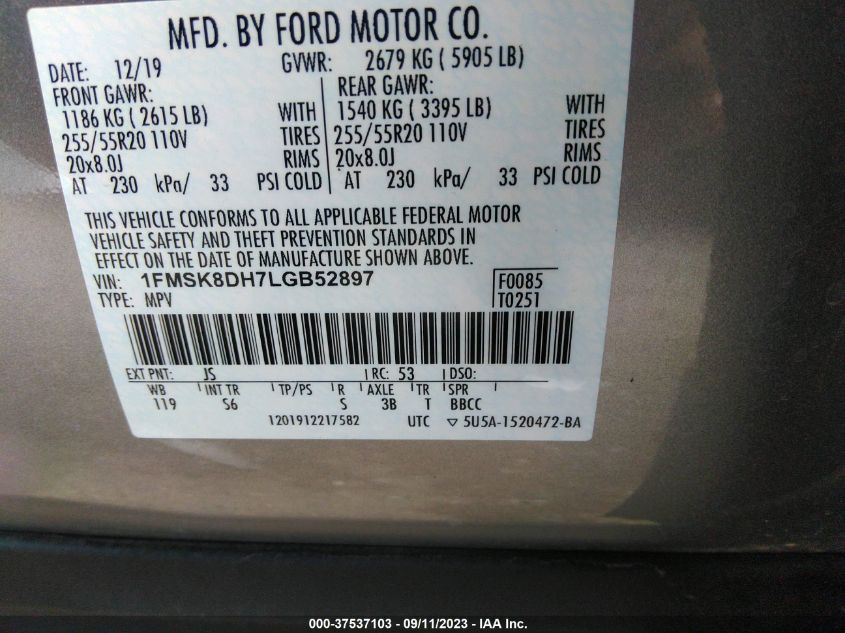 MFD. BY FORD MOTOR CO.
DATE: 12/19 GVWR: 2679 KG ( 5905 LB)
FRONT GAWR: REAR GAWR:
1186 KG ( 2615 LB) WITH 1540 KG ( 3395 LB) WITH
255/55R20 110V TIRES 255/55R20 110V TIRES
20x8.0J RIMS 20x8.0J RIMS
AT 230 kPa/ 33 PSI COLD AT 230 kPa/ 33 PSI COLD
THIS VEHICLE CONFORMS TO ALL APPLICABLE FEDERAL MOTOR
VEHICLE SAFETY AND THEFT PREVENTION STANDARDS IN
EFFECT ON THE DATE OF MANUFACTURE SHOWN ABOVE.
VIN: 1FMSK8DH7LGB52897 F0085
TYPE: MPV T0251
EXT PNT: JS RC: 53 DSO:
WB INT TR TP/PS R AXLE TR SPR
119 S6 S 3B T BBCC
1201912217582 UTC ▽ 5U5A-1520472-BA
000-37537103 - 09/11/2023 - IAA Inc.